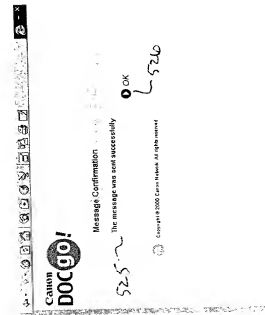 Canon
DOCgo!
Message Confirmation
The message was sent successfully
OK
525
526
Copyright © 2000 Canon Network All rights reserved